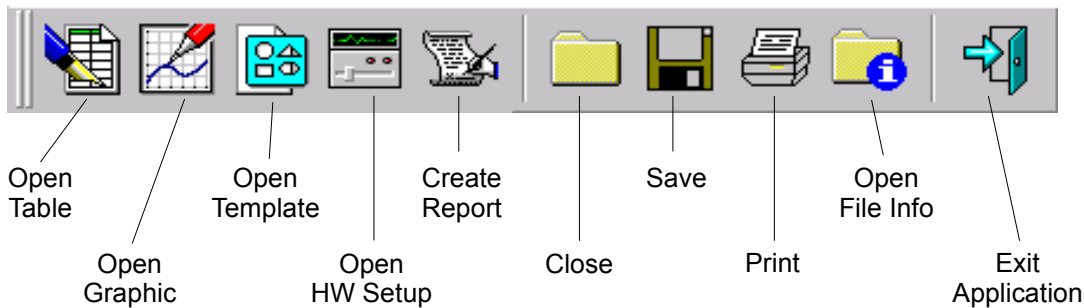 Open
Table
Open
Template
Create
Report
Save
Open
File Info
Open
Graphic
Open
HW Setup
Close
Print
Exit
Application